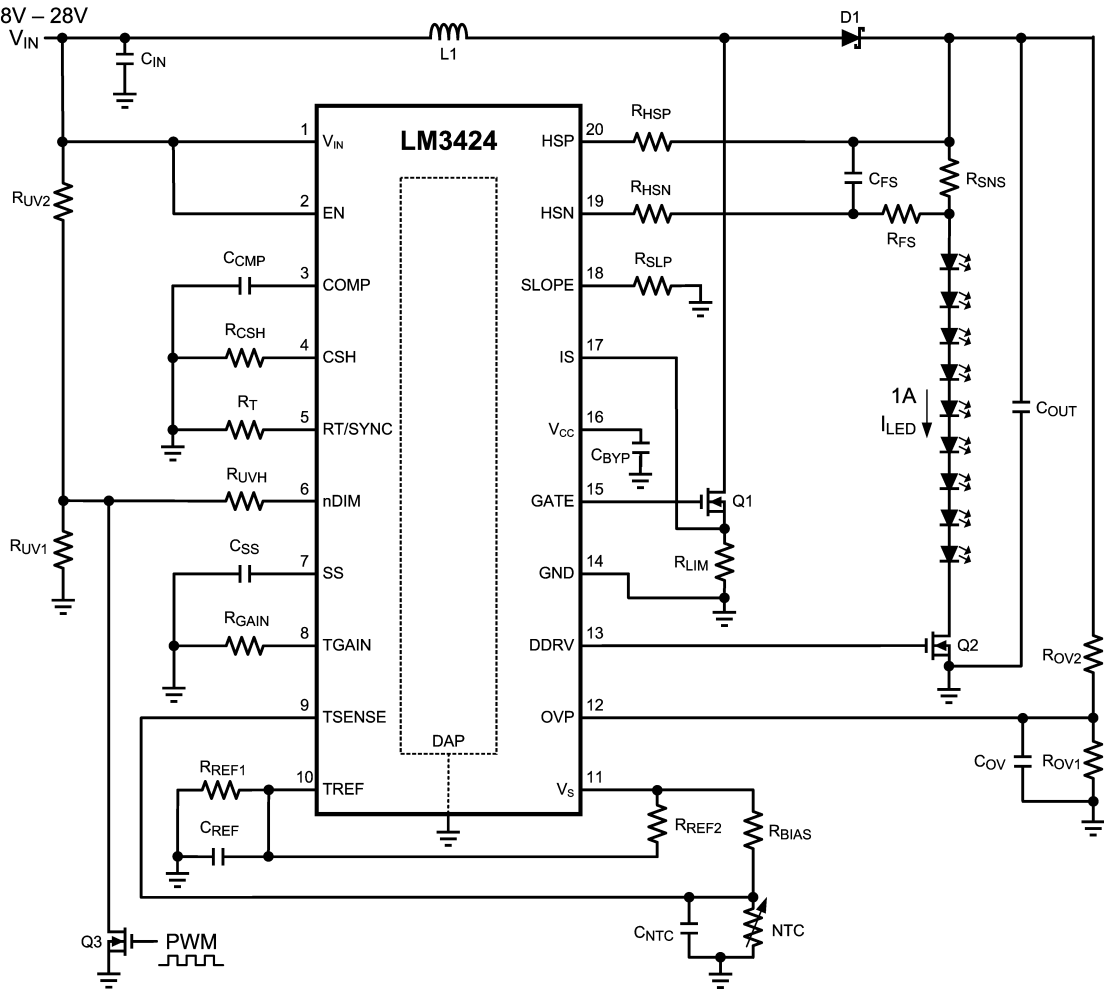 8V – 28V
VIN
CIN
L1
D1
LM3424
1 VIN
HSP 20
RHSP
RUV2
2 EN
HSN 19
RHSN
CFS
RSNS
RFS
CCMP
3 COMP
SLOPE 18
RSLP
RCSH
4 CSH
IS 17
RT
5 RT/SYNC
VCC 16
CBYP
1A
ILED
COUT
RUVH
6 nDIM
GATE 15
Q1
RUV1
CSS
7 SS
GND 14
RLIM
RGAIN
8 TGAIN
DDRV 13
Q2
ROV2
9 TSENSE
OVP 12
DAP
COV
ROV1
RREF1
10 TREF
VS 11
CREF
RREF2
RBIAS
CNTC
NTC
Q3
PWM